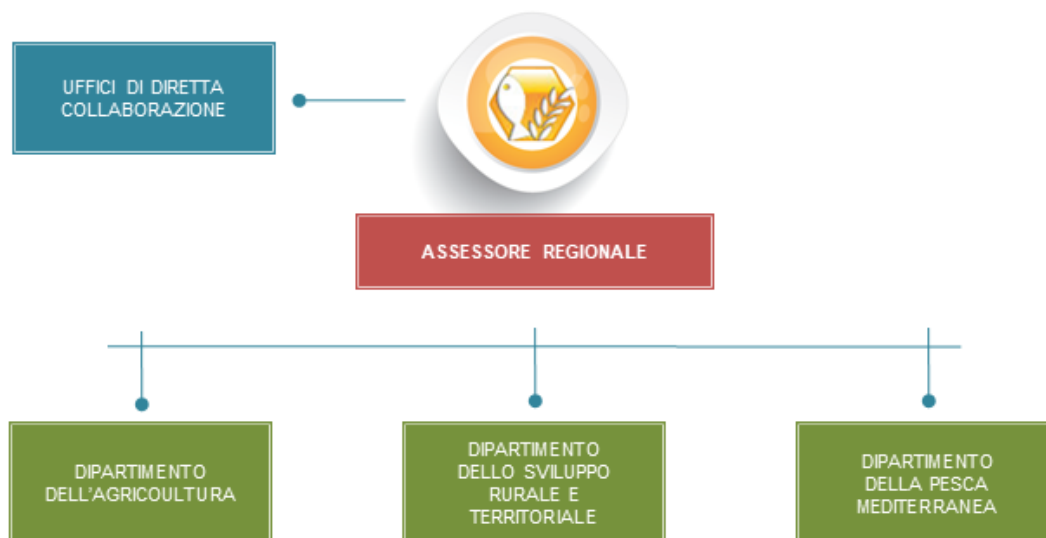 UFFICI DI DIRETTA
COLLABORAZIONE
ASSESSORE REGIONALE
DIPARTIMENTO
DELL'AGRICOULTURA
DIPARTIMENTO
DELLO SVILUPPO
RURALE E
TERRITORIALE
DIPARTIMENTO
DELLA PESCA
MEDITERRANEA